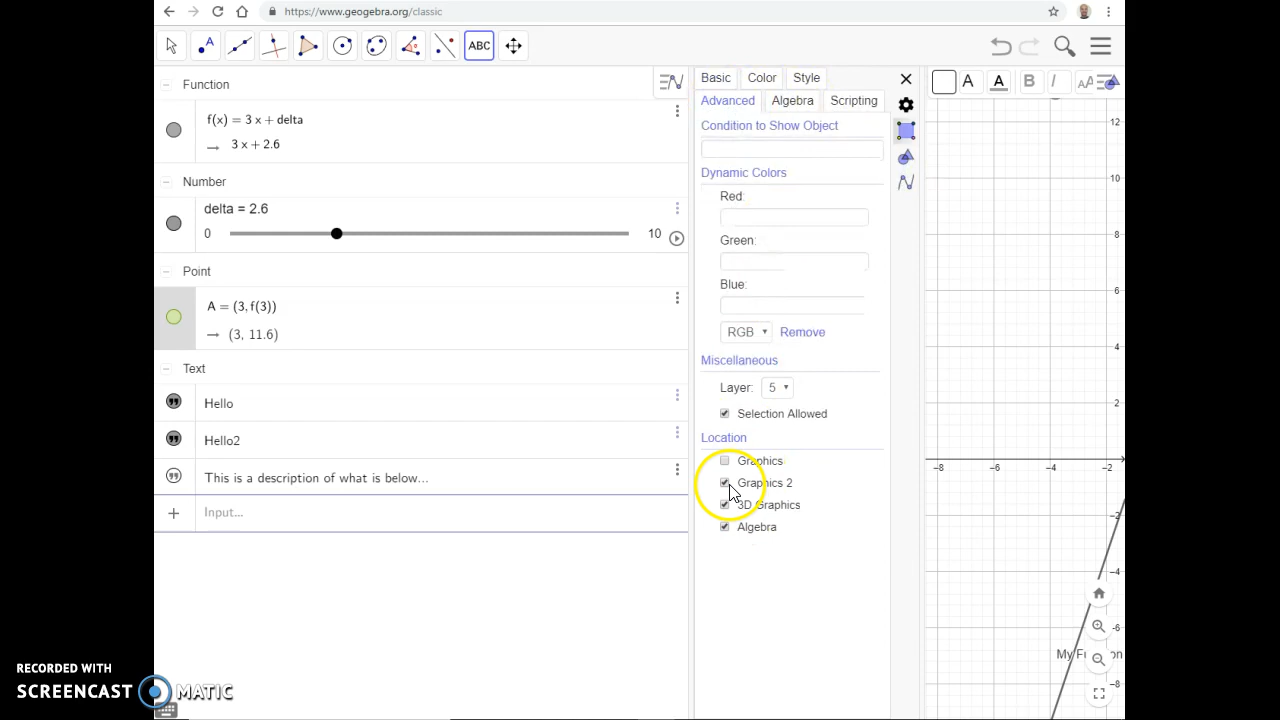 https://www.geogebra.org/classic
ABC
Function
f(x) = 3 x + delta
→ 3 x + 2.6
Number
delta = 2.6
0 10
Point
A = (3, f(3))
→ (3, 11.6)
Text
Hello
Hello2
This is a description of what is below...
+ Input...
Basic Color Style
Advanced Algebra Scripting
Condition to Show Object
Dynamic Colors
Red:
Green:
Blue:
RGB Remove
Miscellaneous
Layer: 5
Selection Allowed
Location
Graphics
Graphics 2
3D Graphics
Algebra
A A B I AA
12
10
8
6
4
2
−8 −6 −4 −2
−2
−4
−6
My Fu on
−8
RECORDED WITH
SCREENCAST MATIC